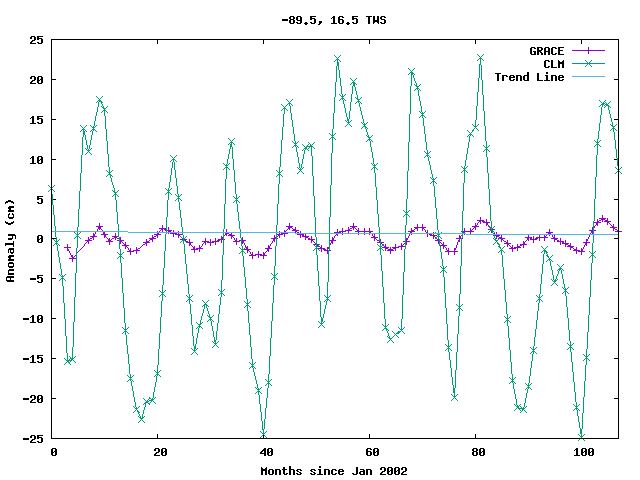 -89.5, 16.5 TWS
GRACE
CLM
Trend Line
25
20
15
10
5
0
-5
-10
-15
-20
-25
Anomaly (cm)
0 20 40 60 80 100
Months since Jan 2002